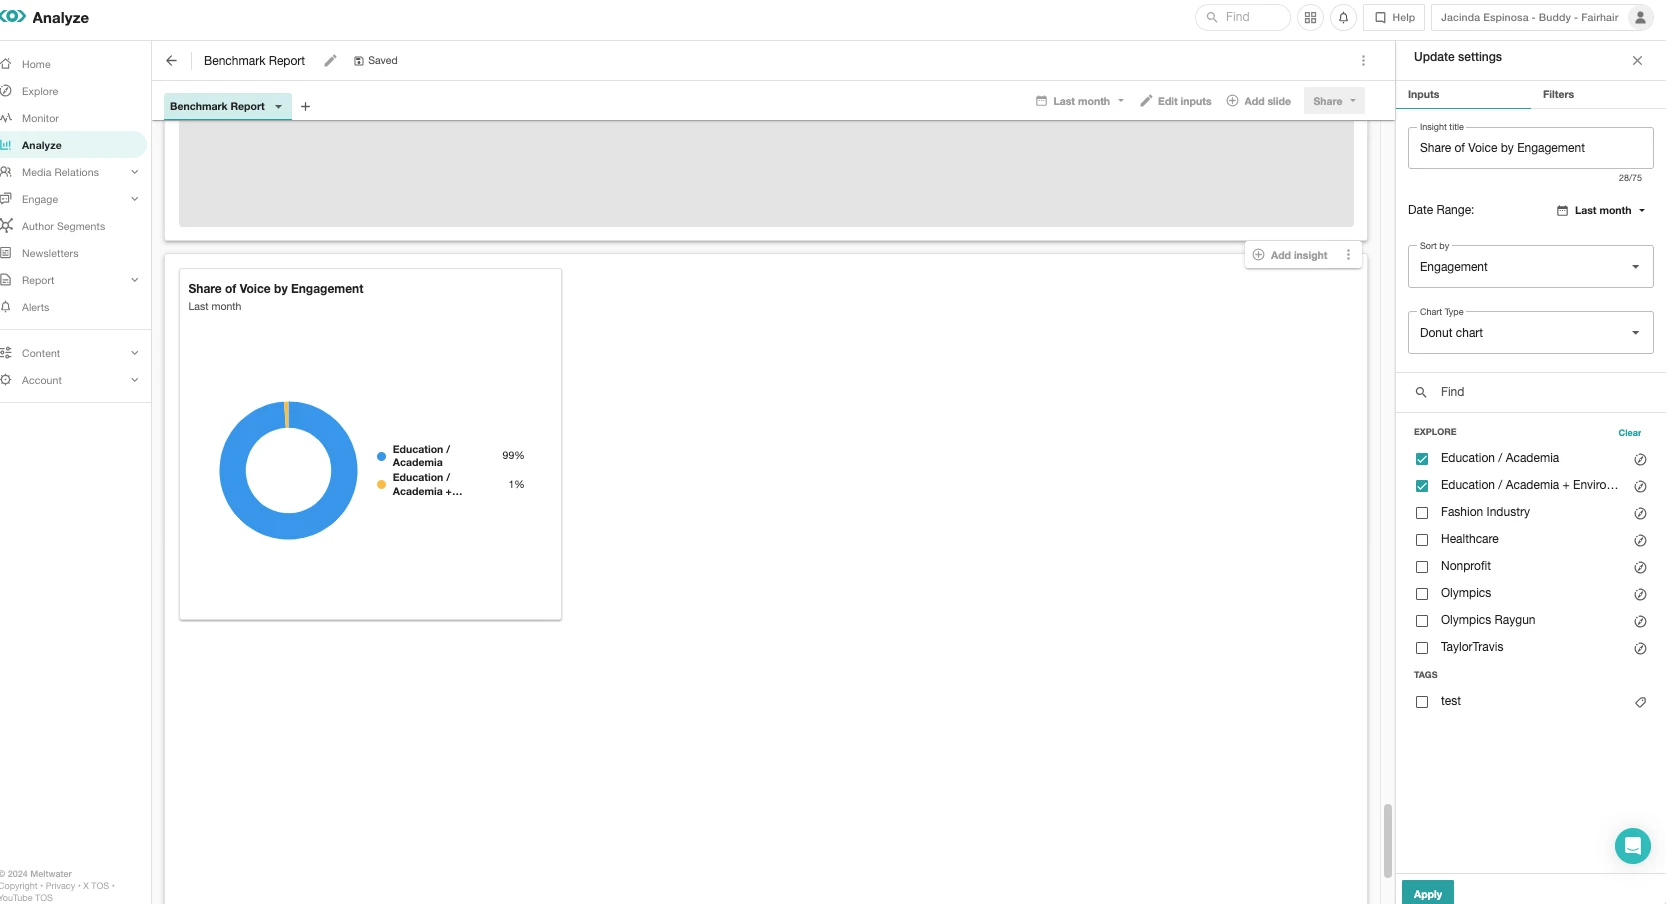 Analyze
Find
Help
Jacinda Espinosa - Buddy - Fairhair
Home
Explore
Monitor
Analyze
Media Relations
Engage
Author Segments
Newsletters
Report
Alerts
Content
Account
© 2024 Meltwater
Copyright • Privacy • X TOS •
YouTube TOS
Benchmark Report
Saved
Benchmark Report
Last month
Edit inputs
Add slide
Share
Add insight
Share of Voice by Engagement
Last month
Education /
Academia
99%
Education /
Academia +...
1%
Update settings
Inputs
Filters
Insight title
Share of Voice by Engagement
28/75
Date Range:
Last month
Sort by
Engagement
Chart Type
Donut chart
Find
EXPLORE
Clear
Education / Academia
Education / Academia + Enviro...
Fashion Industry
Healthcare
Nonprofit
Olympics
Olympics Raygun
TaylorTravis
TAGS
test
Apply